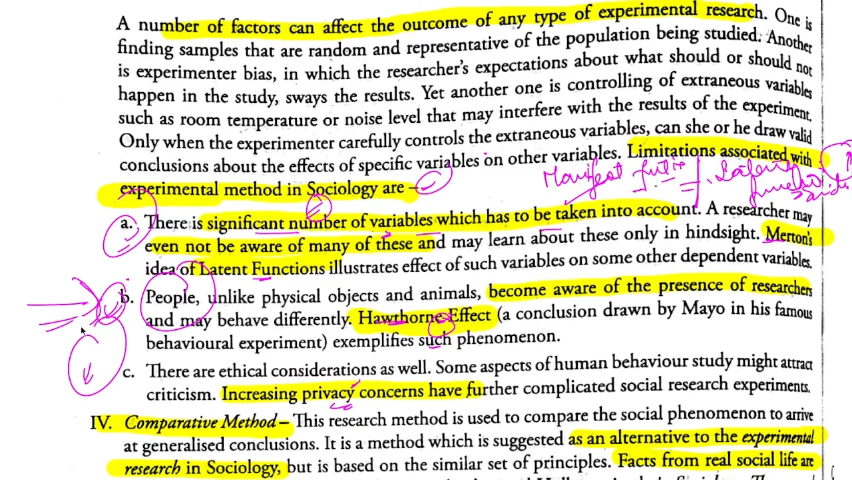 A number of factors can affect the outcome of any type of experimental research. One is
finding samples that are random and representative of the population being studied. Another
is experimenter bias, in which the researcher's expectations about what should or should not
happen in the study, sways the results. Yet another one is controlling of extraneous variables
such as room temperature or noise level that may interfere with the results of the experiment.
Only when the experimenter carefully controls the extraneous variables, can she or he draw valid
conclusions about the effects of specific variables on other variables. Limitations associated with
experimental method in Sociology are –
Manifest
Latent
a. There is significant number of variables which has to be taken into account. A researcher may
even not be aware of many of these and may learn about these only in hindsight. Merton's
idea of Latent Functions illustrates effect of such variables on some other dependent variables.
b. People, unlike physical objects and animals, become aware of the presence of researchers
and may behave differently. Hawthorne Effect (a conclusion drawn by Mayo in his famous
behavioural experiment) exemplifies such phenomenon.
c. There are ethical considerations as well. Some aspects of human behaviour study might attract
criticism. Increasing privacy concerns have further complicated social research experiments.
IV. Comparative Method – This research method is used to compare the social phenomenon to arrive
at generalised conclusions. It is a method which is suggested as an alternative to the experimental
research in Sociology, but is based on the similar set of principles. Facts from real social life are